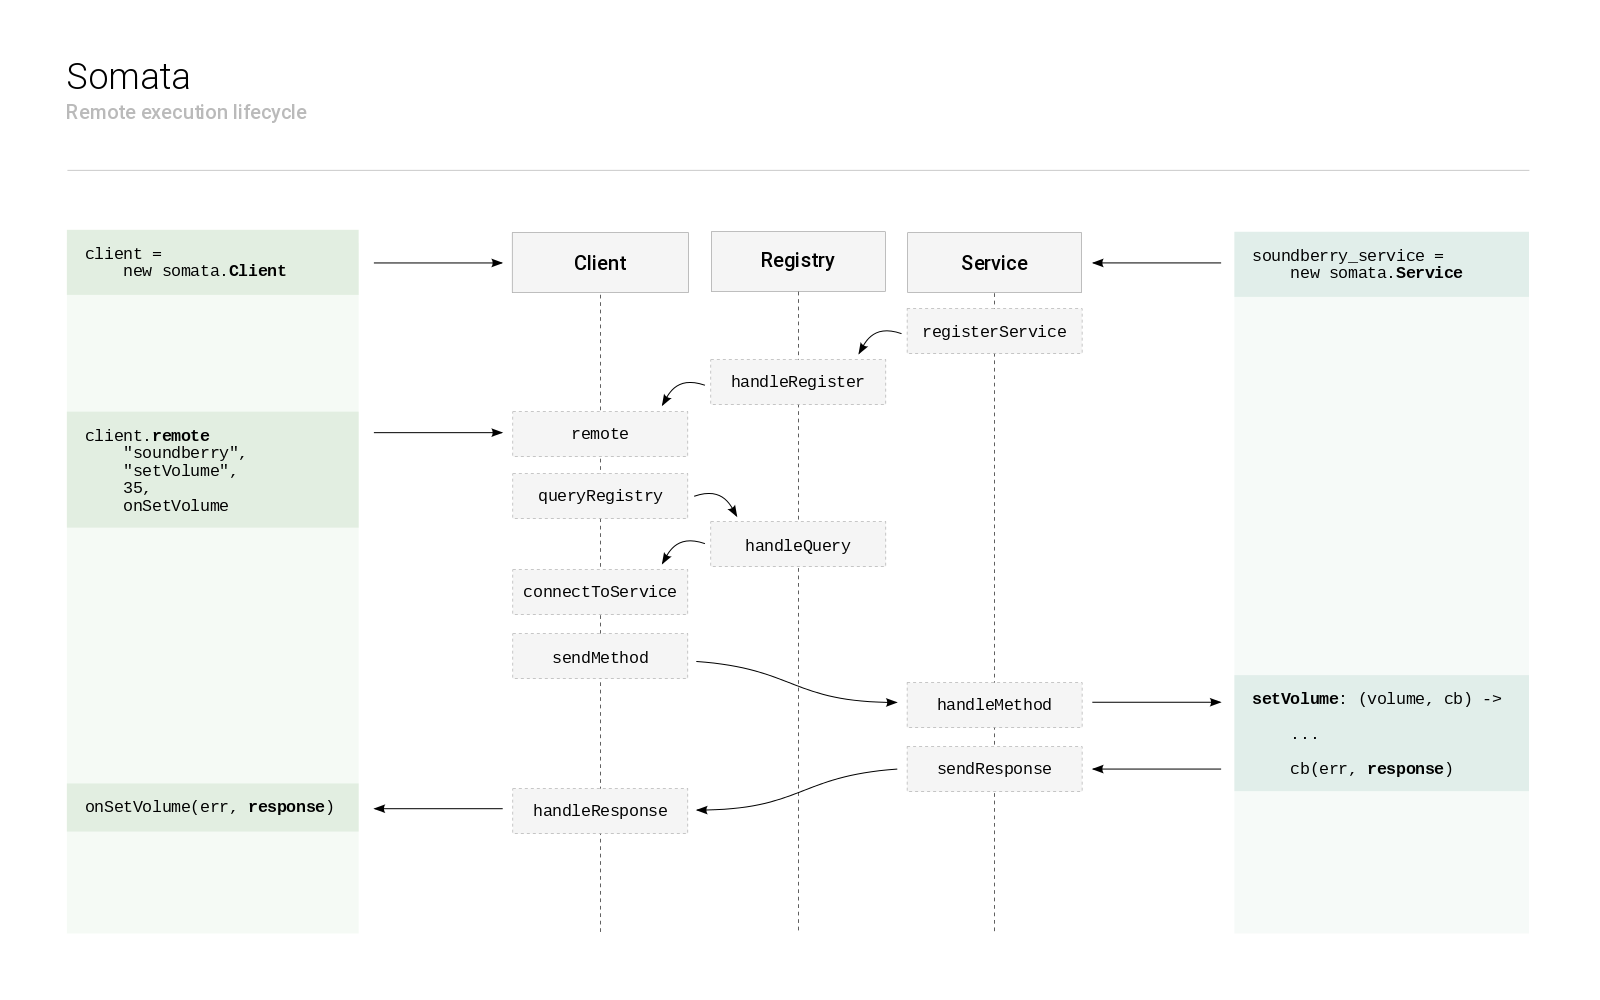 Somata
Remote execution lifecycle
client =
new somata.Client
Client
Registry
Service
soundberry_service =
new somata.Service
registerService
handleRegister
client.remote
"soundberry",
"setVolume",
35,
onSetVolume
remote
queryRegistry
handleQuery
connectToService
sendMethod
handleMethod
setVolume: (volume, cb) ->
...
cb(err, response)
sendResponse
handleResponse
onSetVolume(err, response)